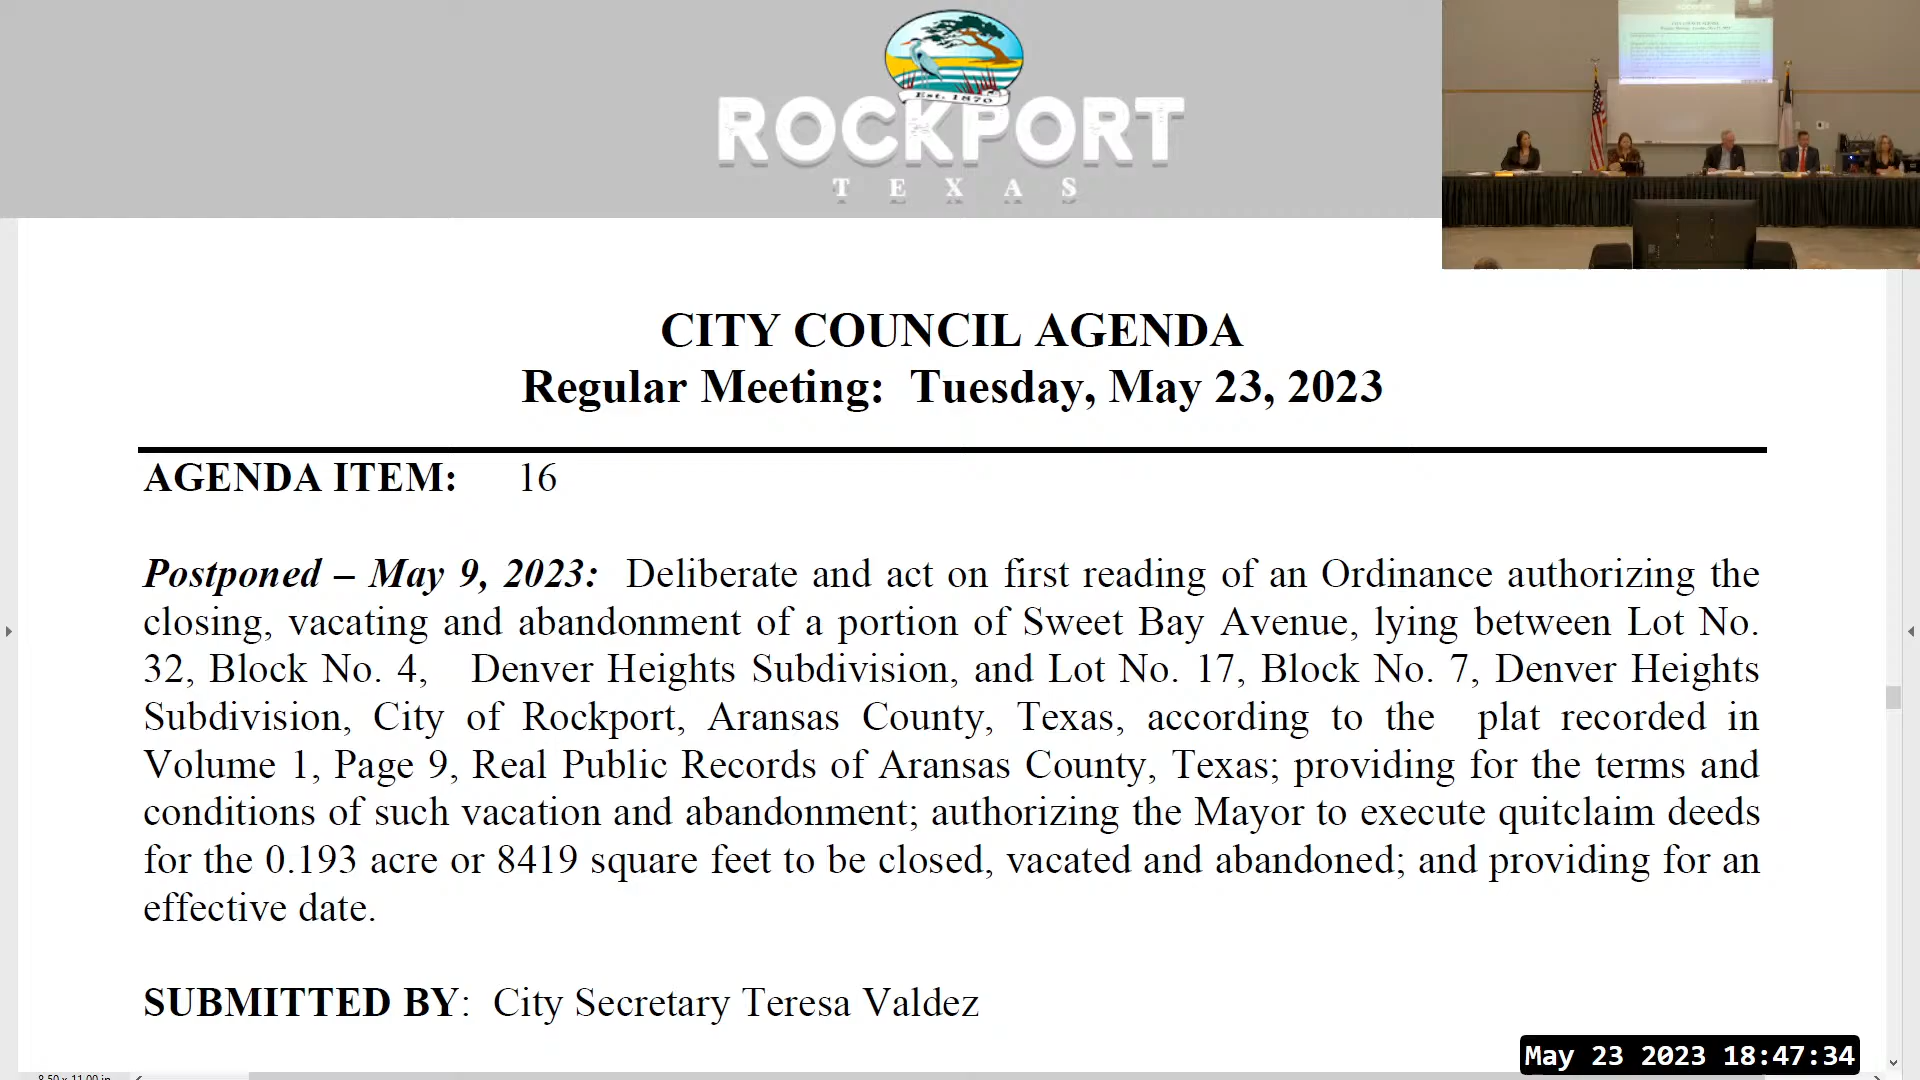 Est. 1870
ROCKPORT
TEXAS
CITY COUNCIL AGENDA
Regular Meeting: Tuesday, May 23, 2023
AGENDA ITEM: 16
Postponed – May 9, 2023: Deliberate and act on first reading of an Ordinance authorizing the
closing, vacating and abandonment of a portion of Sweet Bay Avenue, lying between Lot No.
32, Block No. 4, Denver Heights Subdivision, and Lot No. 17, Block No. 7, Denver Heights
Subdivision, City of Rockport, Aransas County, Texas, according to the plat recorded in
Volume 1, Page 9, Real Public Records of Aransas County, Texas; providing for the terms and
conditions of such vacation and abandonment; authorizing the Mayor to execute quitclaim deeds
for the 0.193 acre or 8419 square feet to be closed, vacated and abandoned; and providing for an
effective date.
SUBMITTED BY: City Secretary Teresa Valdez
May 23 2023 18:47:34
8.50 x 11.00 in